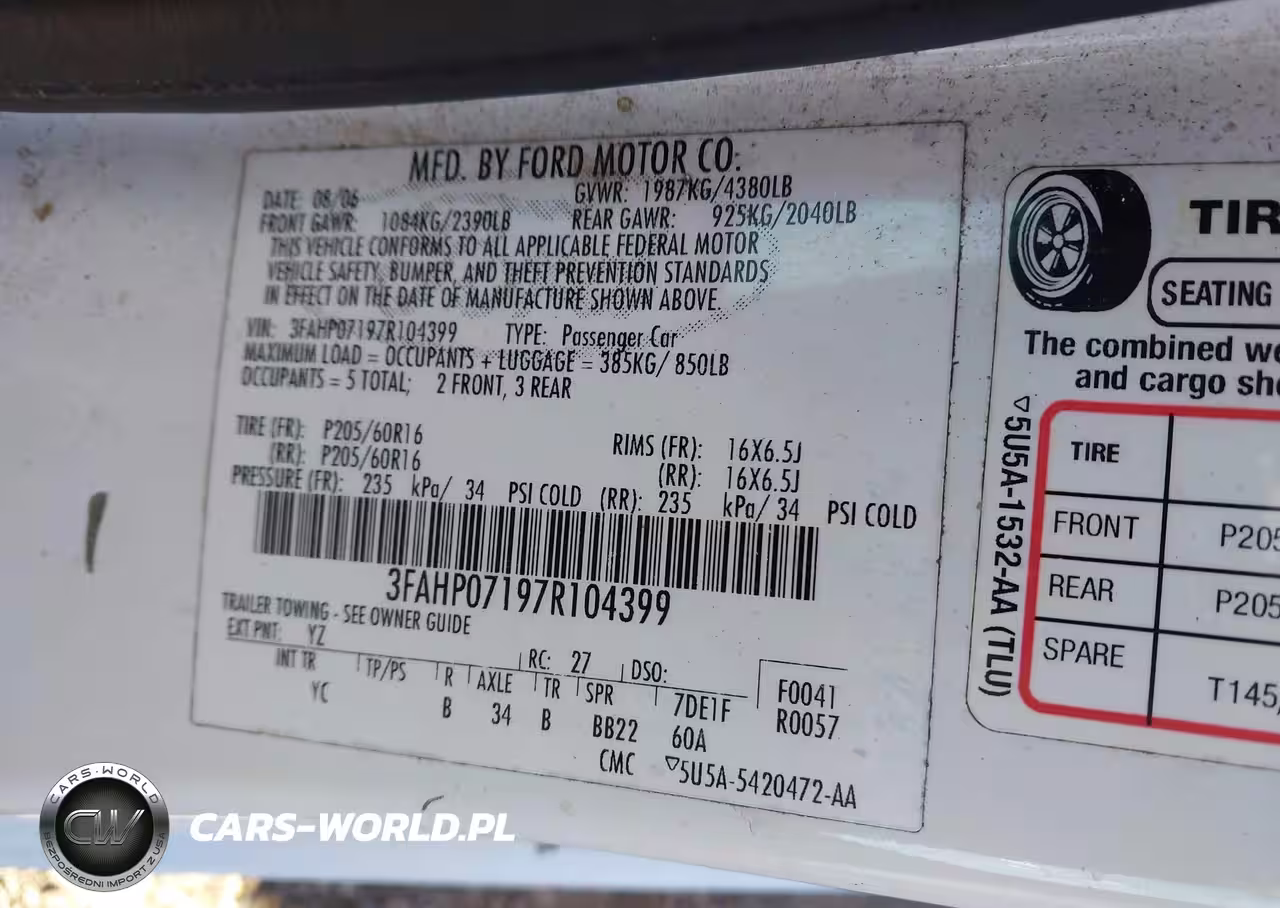 MFD. BY FORD MOTOR CO:
DATE: 08/06 GVWR: 1987KG/4380LB
FRONT GAWR: 1084KG/2390LB REAR GAWR: 925KG/2040LB
THIS VEHICLE CONFORMS TO ALL APPLICABLE FEDERAL MOTOR
VEHICLE SAFETY, BUMPER, AND THEFT PREVENTION STANDARDS
IN EFFECT ON THE DATE OF MANUFACTURE SHOWN ABOVE.
VIN: 3FAHP07197R104399 TYPE: Passenger Car
MAXIMUM LOAD = OCCUPANTS + LUGGAGE = 385KG/ 850LB
OCCUPANTS = 5 TOTAL; 2 FRONT, 3 REAR
TIRE (FR): P205/60R16 RIMS (FR): 16X6.5J
(RR): P205/60R16 (RR): 16X6.5J
PRESSURE (FR): 235 kPa/ 34 PSI COLD (RR): 235 kPa/ 34 PSI COLD
3FAHP07197R104399
TRAILER TOWING - SEE OWNER GUIDE
EXT PNT: YZ RC: 27 DSO:
INT TR TP/PS R AXLE TR SPR 7DE1F F0041
YC B 34 B BB22 60A R0057
CMC ▽5U5A-5420472-AA
TIR
SEATING
The combined we
and cargo sho
▽5U5A-1532-AA (TLU)
TIRE
FRONT P205
REAR P205
SPARE T145/
CARS-WORLD
CW
BEZPOŚREDNI IMPORT Z USA
CARS-WORLD.PL